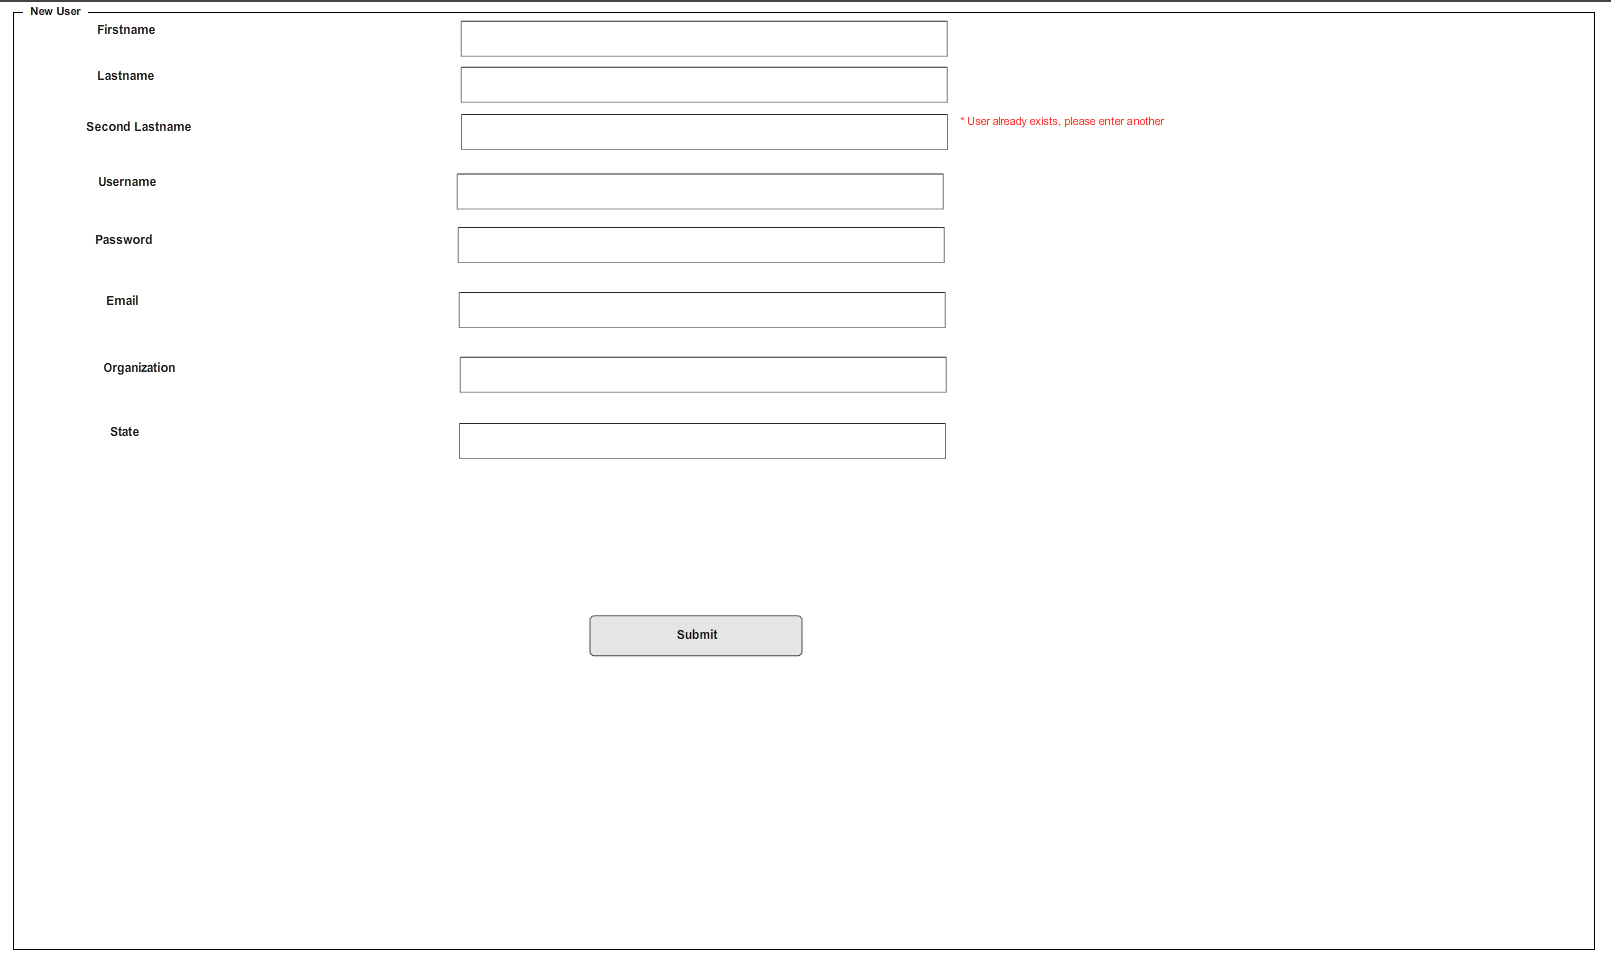 New User
Firstname
Lastname
Second Lastname
* User already exists, please enter another
Username
Password
Email
Organization
State
Submit